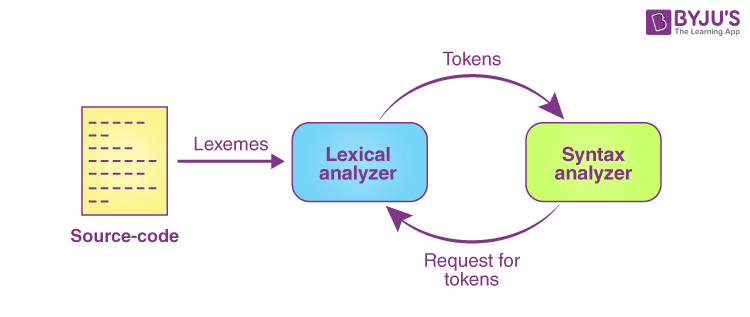 BYJU'S
The Learning App
Tokens
Lexemes
Lexical
analyzer
Syntax
analyzer
Source-code
Request for
tokens